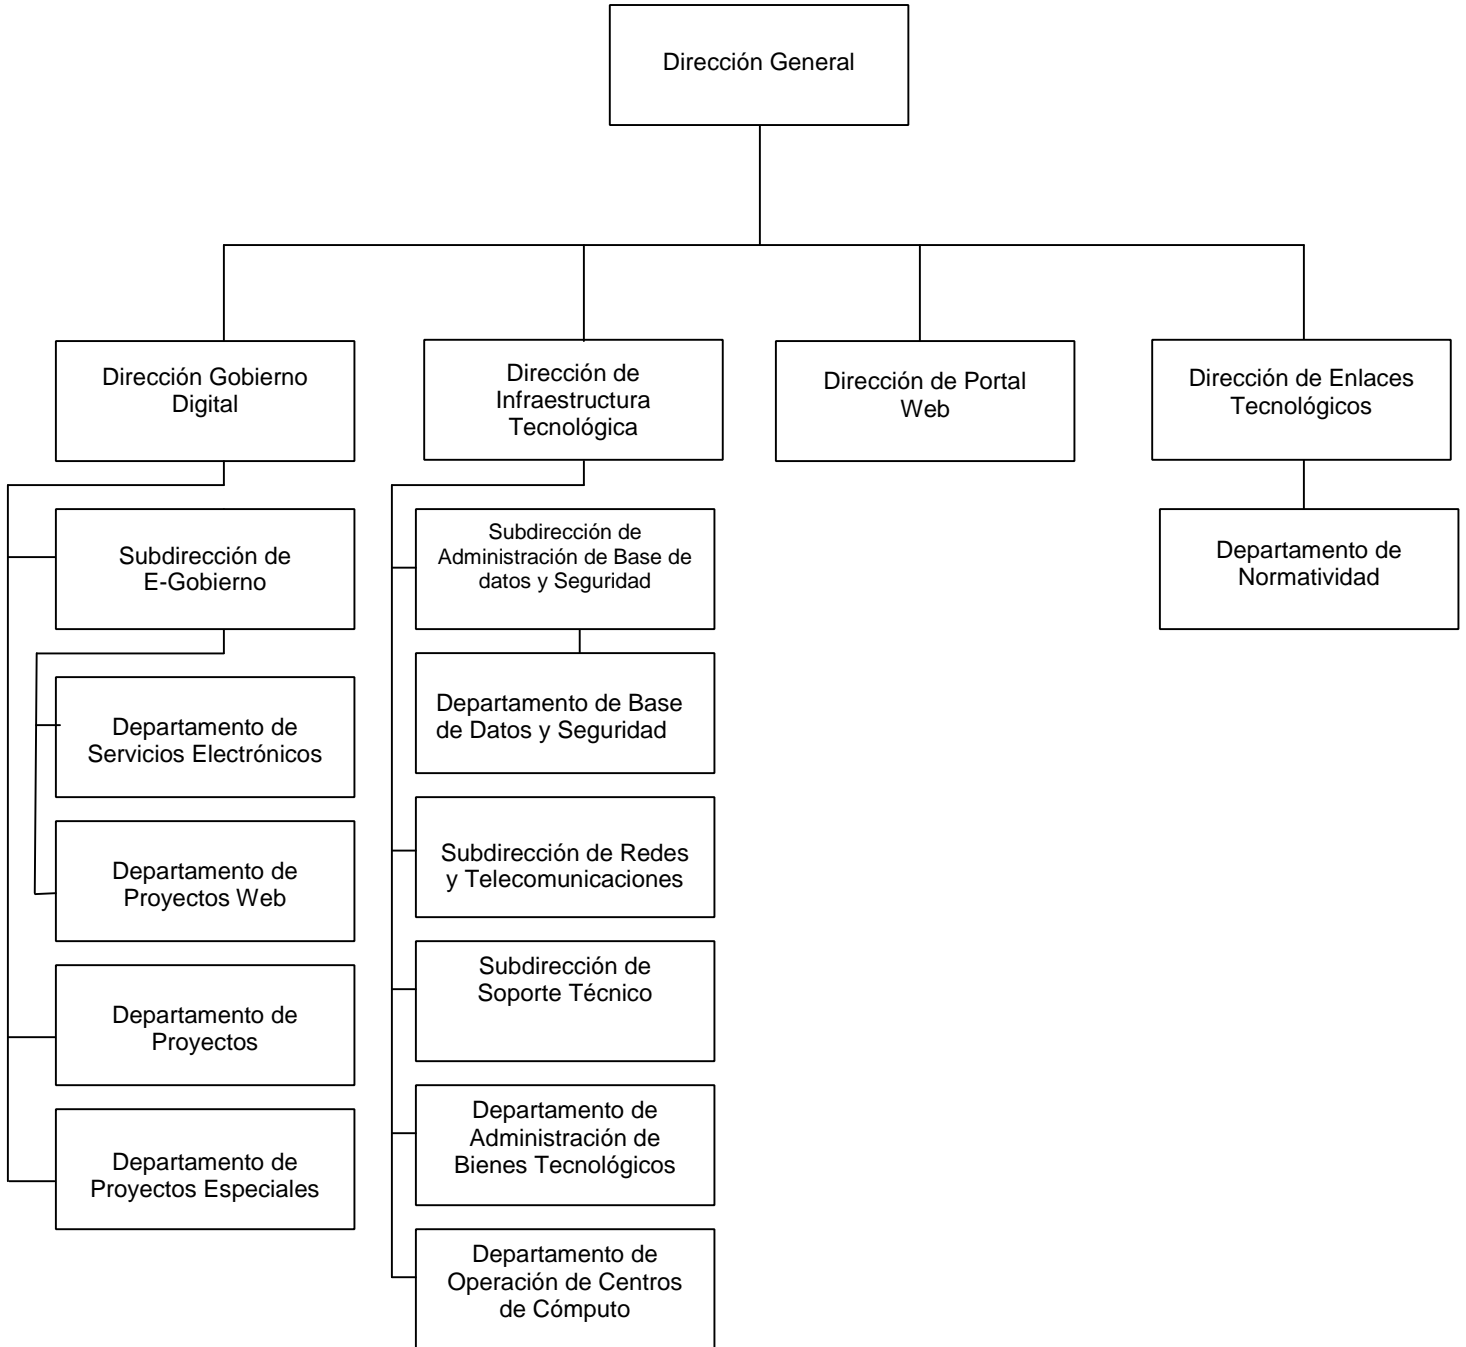 Dirección General
Dirección Gobierno
Digital
Dirección de
Infraestructura
Tecnológica
Dirección de Portal
Web
Dirección de Enlaces
Tecnológicos
Subdirección de
E-Gobierno
Departamento de
Servicios Electrónicos
Departamento de
Proyectos Web
Departamento de
Proyectos
Departamento de
Proyectos Especiales
Subdirección de
Administración de Base de
datos y Seguridad
Departamento de Base
de Datos y Seguridad
Subdirección de Redes
y Telecomunicaciones
Subdirección de
Soporte Técnico
Departamento de
Administración de
Bienes Tecnológicos
Departamento de
Operación de Centros
de Cómputo
Departamento de
Normatividad